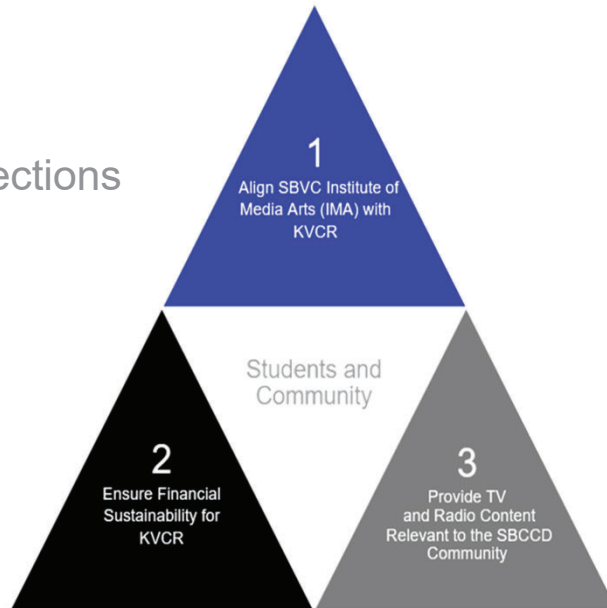 ections
1
Align SBVC Institute of
Media Arts (IMA) with
KVCR
Students and
Community
2
Ensure Financial
Sustainability for
KVCR
3
Provide TV
and Radio Content
Relevant to the SBCCD
Community